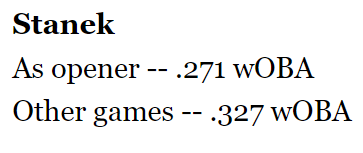 Stanek
As opener -- .271 wOBA
Other games -- .327 wOBA